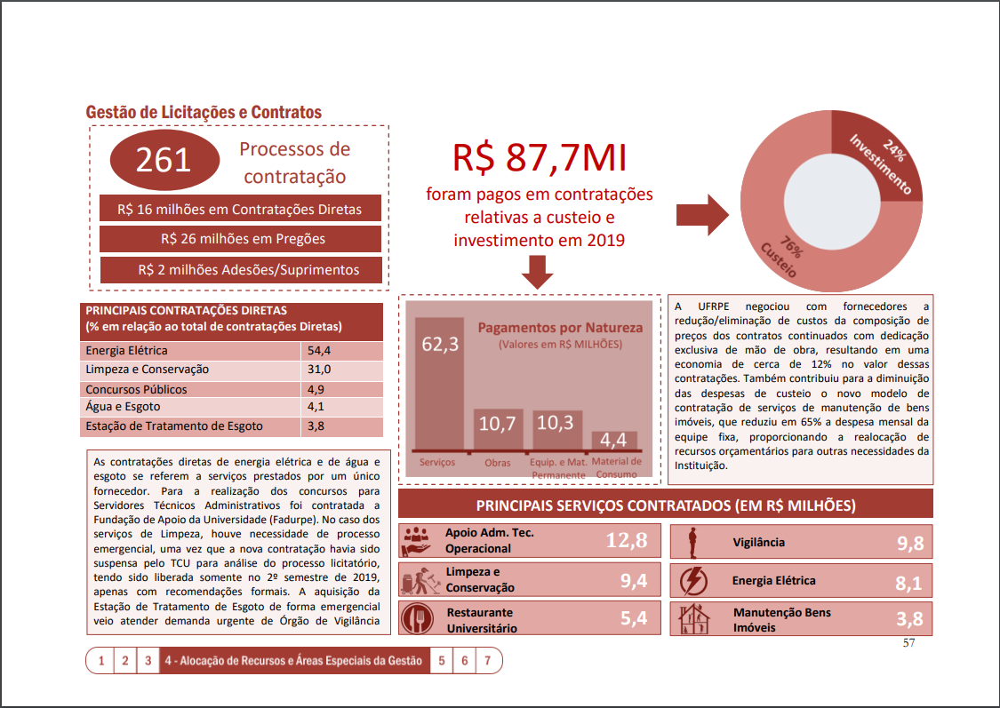 Gestão de Licitações e Contratos
261
Processos de
contratação
R$ 16 milhões em Contratações Diretas
R$ 26 milhões em Pregões
R$ 2 milhões Adesões/Suprimentos
R$ 87,7MI
foram pagos em contratações
relativas a custeio e
investimento em 2019
24%
Investimento
76%
Custeio
PRINCIPAIS CONTRATAÇÕES DIRETAS
(% em relação ao total de contratações Diretas)
Energia Elétrica 54,4
Limpeza e Conservação 31,0
Concursos Públicos 4,9
Água e Esgoto 4,1
Estação de Tratamento de Esgoto 3,8
As contratações diretas de energia elétrica e de água e
esgoto se referem a serviços prestados por um único
fornecedor. Para a realização dos concursos para
Servidores Técnicos Administrativos foi contratada a
Fundação de Apoio da Universidade (Fadurpe). No caso dos
serviços de Limpeza, houve necessidade de processo
emergencial, uma vez que a nova contratação havia sido
suspensa pelo TCU para análise do processo licitatório,
tendo sido liberada somente no 2º semestre de 2019,
apenas com recomendações formais. A aquisição da
Estação de Tratamento de Esgoto de forma emergencial
veio atender demanda urgente de Órgão de Vigilância
Pagamentos por Natureza
(Valores em R$ MILHÕES)
62,3
10,7
10,3
4,4
Serviços
Obras
Equip. e Mat.
Permanente
Material de
Consumo
A UFRPE negociou com fornecedores a
redução/eliminação de custos da composição de
preços dos contratos continuados com dedicação
exclusiva de mão de obra, resultando em uma
economia de cerca de 12% no valor dessas
contratações. Também contribuiu para a diminuição
das despesas de custeio o novo modelo de
contratação de serviços de manutenção de bens
imóveis, que reduziu em 65% a despesa mensal da
equipe fixa, proporcionando a realocação de
recursos orçamentários para outras necessidades da
Instituição.
PRINCIPAIS SERVIÇOS CONTRATADOS (EM R$ MILHÕES)
Apoio Adm. Tec.
Operacional
12,8
Vigilância
9,8
Limpeza e
Conservação
9,4
Energia Elétrica
8,1
Restaurante
Universitário
5,4
Manutenção Bens
Imóveis
3,8
57
1 2 3 4 - Alocação de Recursos e Áreas Especiais da Gestão 5 6 7